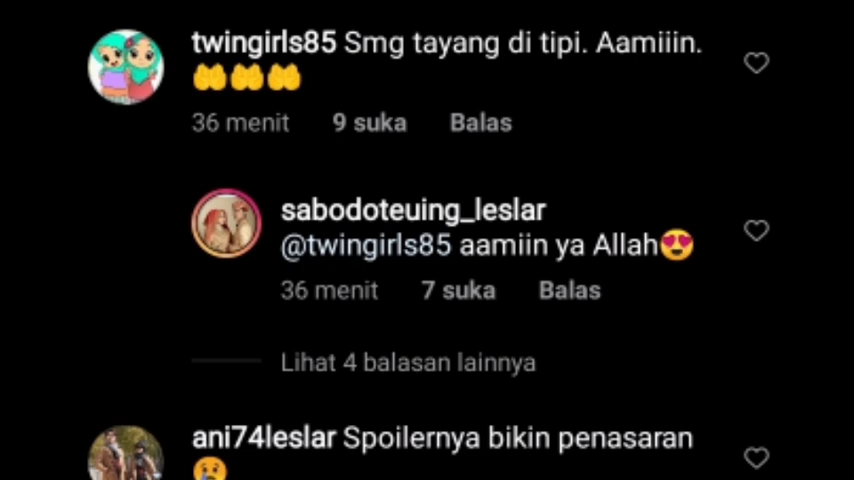 twingirls85 Smg tayang di tipi. Aamiiin.
🤲🤲🤲
36 menit 9 suka Balas
sabodoteuing_leslar
@twingirls85 aamiin ya Allah😍
36 menit 7 suka Balas
Lihat 4 balasan lainnya
ani74leslar Spoilernya bikin penasaran
😢